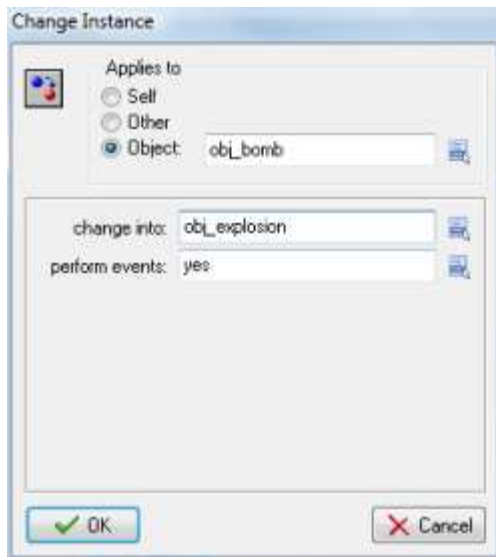 Change Instance
Applies to
Self
Other
Object: obj_bomb
change into: obj_explosion
perform events: yes
OK
Cancel